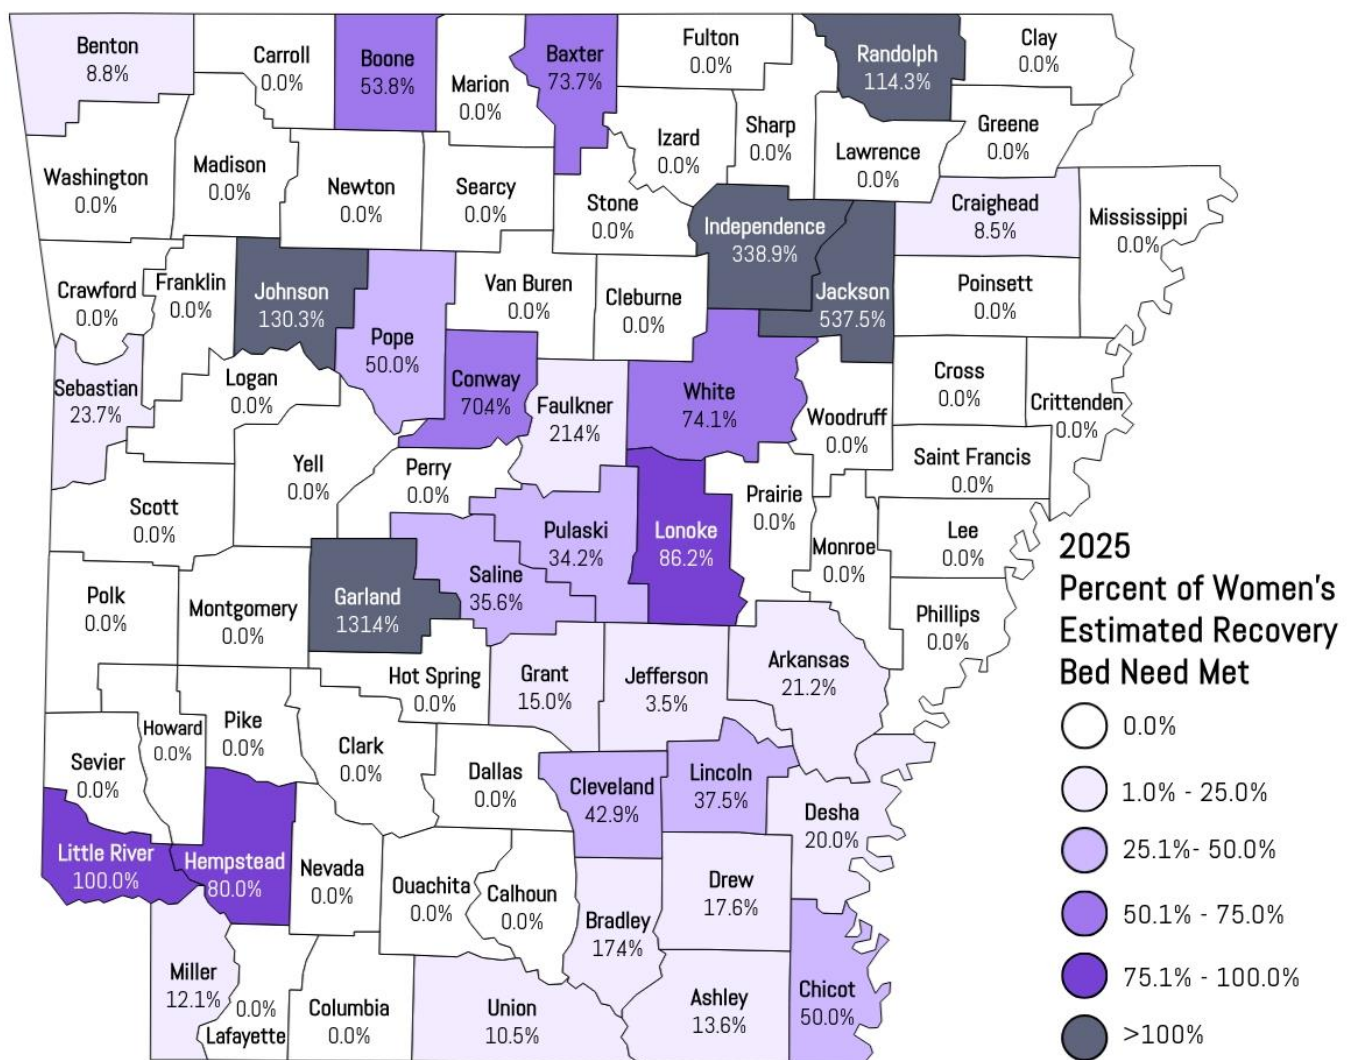 Benton
8.8%
Carroll
0.0%
Boone
53.8%
Marion
0.0%
Baxter
73.7%
Fulton
0.0%
Randolph
114.3%
Clay
0.0%
Izard
0.0%
Sharp
0.0%
Lawrence
0.0%
Greene
0.0%
Washington
0.0%
Madison
0.0%
Newton
0.0%
Searcy
0.0%
Stone
0.0%
Independence
338.9%
Craighead
8.5%
Mississippi
0.0%
Crawford
0.0%
Franklin
0.0%
Johnson
130.3%
Pope
50.0%
Van Buren
0.0%
Cleburne
0.0%
Jackson
537.5%
Poinsett
0.0%
Sebastian
23.7%
Logan
0.0%
Conway
704%
Faulkner
214%
White
74.1%
Woodruff
0.0%
Cross
0.0%
Crittenden
0.0%
Saint Francis
0.0%
Scott
0.0%
Yell
0.0%
Perry
0.0%
Pulaski
34.2%
Lonoke
86.2%
Prairie
0.0%
Monroe
0.0%
Lee
0.0%
Polk
0.0%
Montgomery
0.0%
Garland
1314%
Saline
35.6%
Phillips
0.0%
Hot Spring
0.0%
Grant
15.0%
Jefferson
3.5%
Arkansas
21.2%
Sevier
0.0%
Howard
0.0%
Pike
0.0%
Clark
0.0%
Dallas
0.0%
Cleveland
42.9%
Lincoln
37.5%
Desha
20.0%
Little River
100.0%
Hempstead
80.0%
Nevada
0.0%
Ouachita
0.0%
Calhoun
0.0%
Bradley
174%
Drew
17.6%
Miller
12.1%
0.0%
Lafayette
Columbia
0.0%
Union
10.5%
Ashley
13.6%
Chicot
50.0%
2025
Percent of Women's
Estimated Recovery
Bed Need Met
0.0%
1.0% - 25.0%
25.1%- 50.0%
50.1% - 75.0%
75.1% - 100.0%
>100%